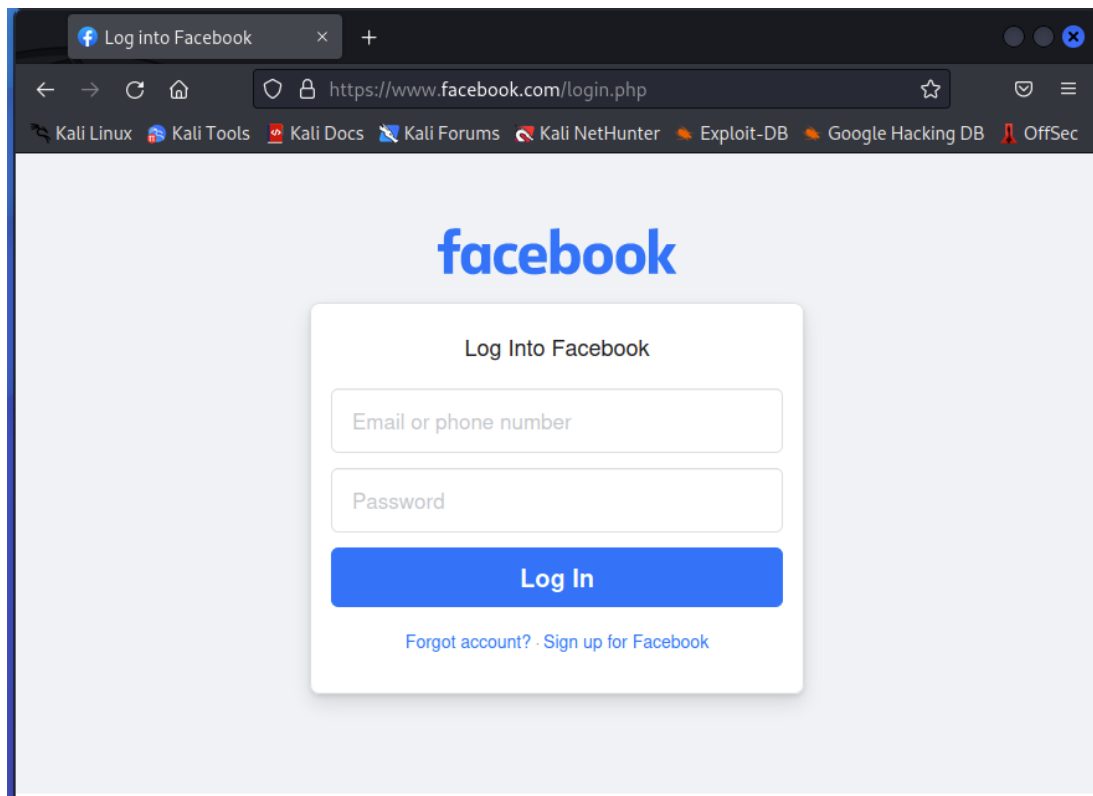 Log into Facebook
https://www.facebook.com/login.php
Kali Linux Kali Tools Kali Docs Kali Forums Kali NetHunter Exploit-DB Google Hacking DB OffSec
facebook
Log Into Facebook
Email or phone number
Password
Log In
Forgot account? · Sign up for Facebook